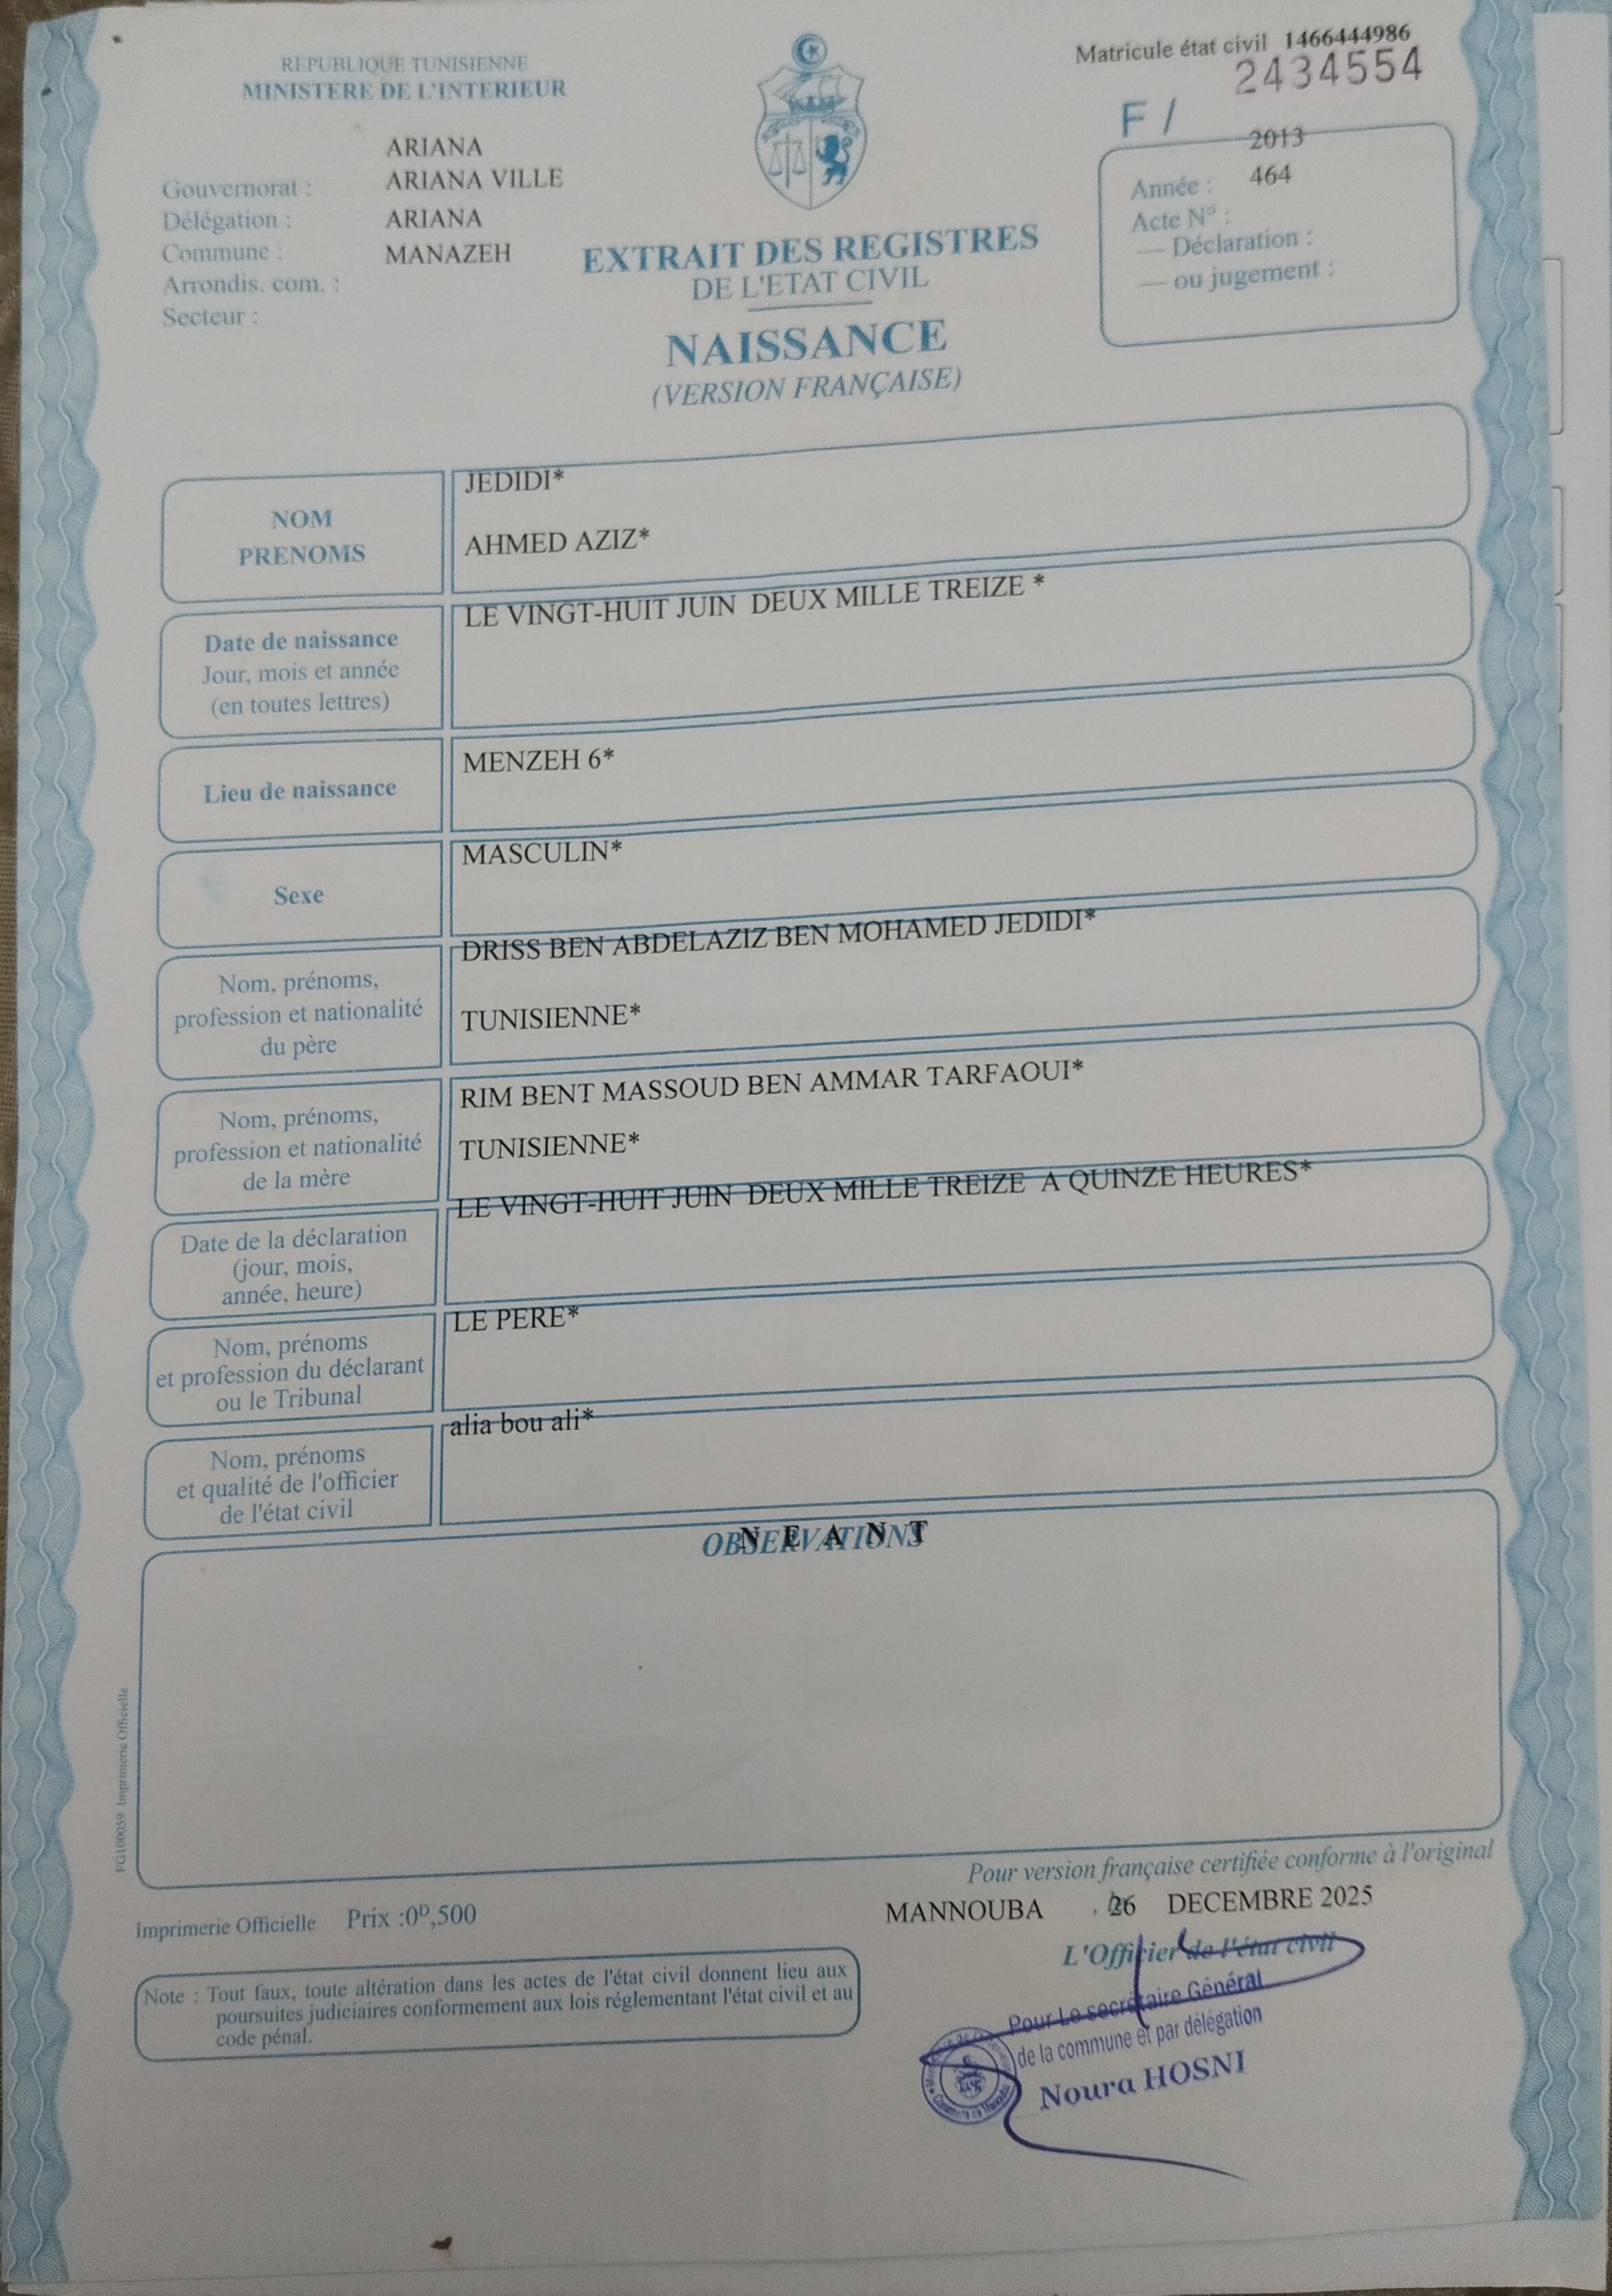 REPUBLIQUE TUNISIENNE
MINISTERE DE L'INTERIEUR
Matricule état civil 1466444986
2434554
F /
ARIANA
Gouvernorat : ARIANA VILLE
Délégation : ARIANA
Commune : MANAZEH
Arrondis. com. :
Secteur :
2013
Année : 464
Acte N° :
— Déclaration :
— ou jugement :
EXTRAIT DES REGISTRES
DE L'ETAT CIVIL
NAISSANCE
(VERSION FRANÇAISE)
NOM
PRENOMS
JEDIDI*
AHMED AZIZ*
Date de naissance
Jour, mois et année
(en toutes lettres)
LE VINGT-HUIT JUIN DEUX MILLE TREIZE *
Lieu de naissance
MENZEH 6*
Sexe
MASCULIN*
Nom, prénoms,
profession et nationalité
du père
DRISS BEN ABDELAZIZ BEN MOHAMED JEDIDI*
TUNISIENNE*
Nom, prénoms,
profession et nationalité
de la mère
RIM BENT MASSOUD BEN AMMAR TARFAOUI*
TUNISIENNE*
Date de la déclaration
(jour, mois,
année, heure)
LE VINGT-HUIT JUIN DEUX MILLE TREIZE A QUINZE HEURES*
Nom, prénoms
et profession du déclarant
ou le Tribunal
LE PERE*
Nom, prénoms
et qualité de l'officier
de l'état civil
alia bou ali*
OBSERVATIONS
N E A N T
FG100059 Imprimerie Officielle
Pour version française certifiée conforme à l'original
MANNOUBA , 26 DECEMBRE 2025
Imprimerie Officielle Prix :0ᴰ,500
L'Officier de l'état civil
Note : Tout faux, toute altération dans les actes de l'état civil donnent lieu aux
poursuites judiciaires conformement aux lois réglementant l'état civil et au
code pénal.
Pour Le secrétaire Général
de la commune et par délégation
Noura HOSNI